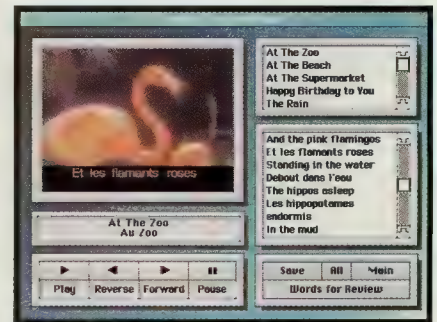 Et les flamants roses
At The Zoo
Au Zoo
Play Reverse Forward Pause
At The Zoo
At The Beach
At The Supermarket
Happy Birthday to You
The Rain
And the pink flamingos
Et les flamants roses
Standing in the water
Debout dans l'eau
The hippos asleep
Les hippopotames
endormis
In the mud
Save All Main
Words for Review